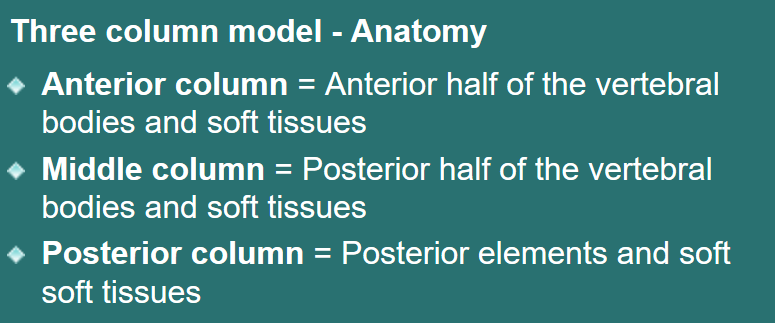 Three column model - Anatomy
Anterior column = Anterior half of the vertebral
bodies and soft tissues
Middle column = Posterior half of the vertebral
bodies and soft tissues
Posterior column = Posterior elements and soft
soft tissues